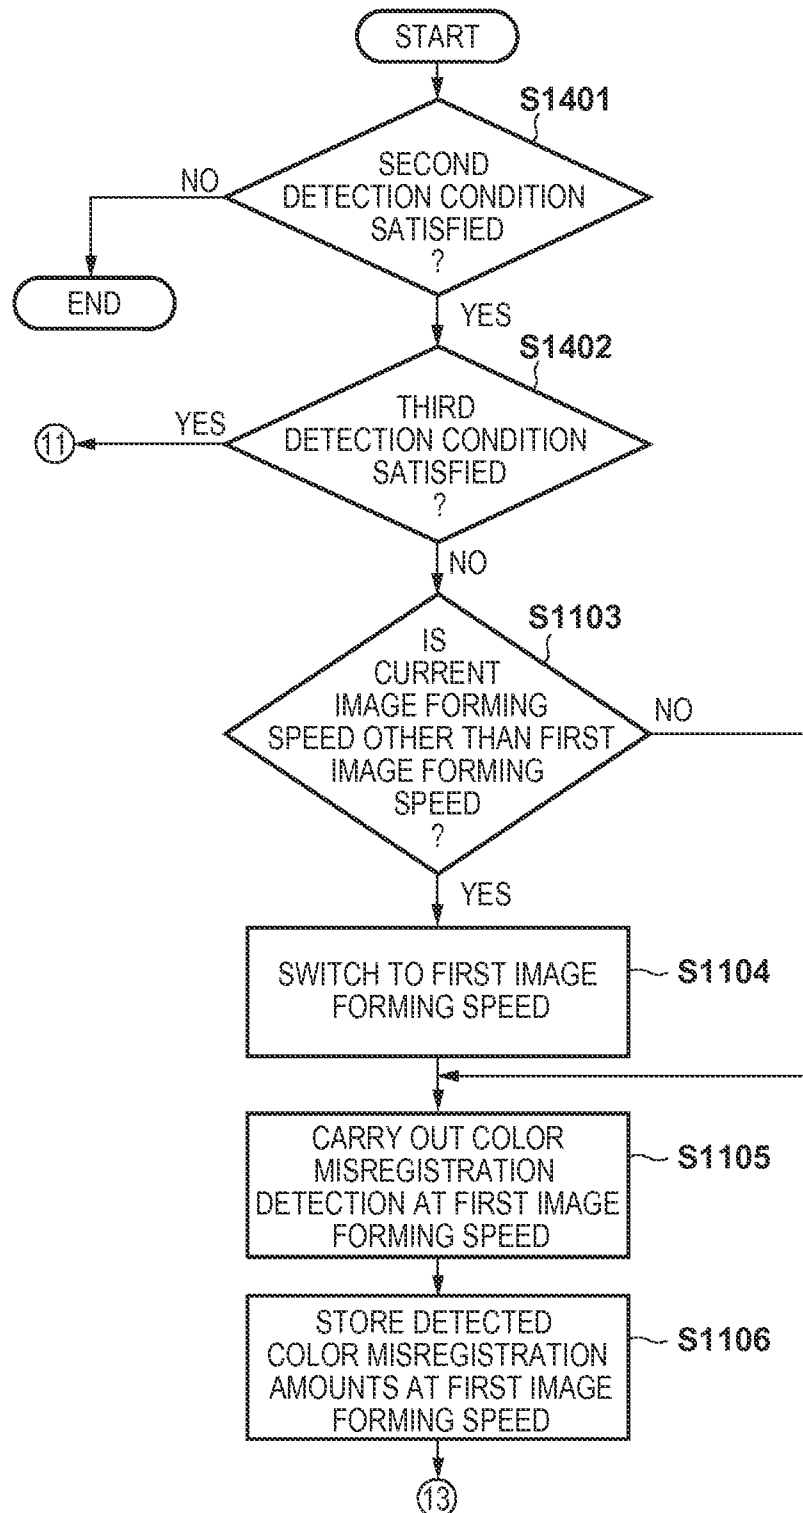 START
S1401
SECOND
DETECTION CONDITION
SATISFIED
?
NO
END
YES
S1402
THIRD
DETECTION CONDITION
SATISFIED
?
YES
11
NO
S1103
IS
CURRENT
IMAGE FORMING
SPEED OTHER THAN FIRST
IMAGE FORMING
SPEED
?
NO
YES
SWITCH TO FIRST IMAGE
FORMING SPEED
S1104
CARRY OUT COLOR
MISREGISTRATION
DETECTION AT FIRST IMAGE
FORMING SPEED
S1105
STORE DETECTED
COLOR MISREGISTRATION
AMOUNTS AT FIRST IMAGE
FORMING SPEED
S1106
13